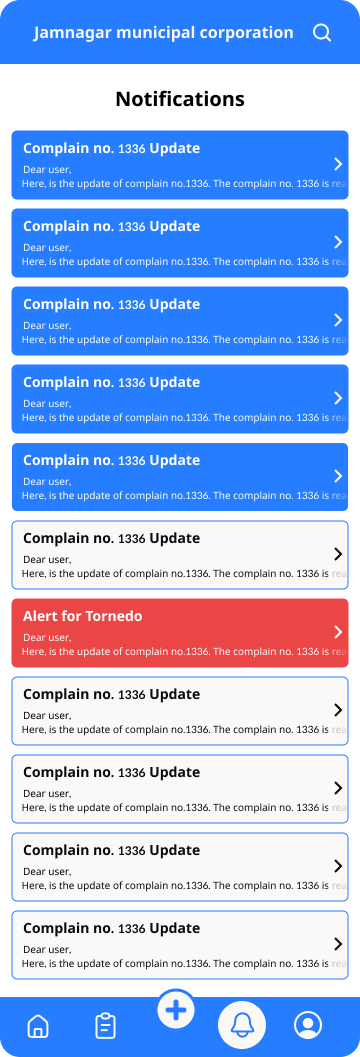 Jamnagar municipal corporation
Notifications
Complain no. 1336 Update
Dear user,
Here, is the update of complain no.1336. The complain no. 1336 is rea
Complain no. 1336 Update
Dear user,
Here, is the update of complain no.1336. The complain no. 1336 is rea
Complain no. 1336 Update
Dear user,
Here, is the update of complain no.1336. The complain no. 1336 is rea
Complain no. 1336 Update
Dear user,
Here, is the update of complain no.1336. The complain no. 1336 is rea
Complain no. 1336 Update
Dear user,
Here, is the update of complain no.1336. The complain no. 1336 is rea
Complain no. 1336 Update
Dear user,
Here, is the update of complain no.1336. The complain no. 1336 is rea
Alert for Tornedo
Dear user,
Here, is the update of complain no.1336. The complain no. 1336 is rea
Complain no. 1336 Update
Dear user,
Here, is the update of complain no.1336. The complain no. 1336 is rea
Complain no. 1336 Update
Dear user,
Here, is the update of complain no.1336. The complain no. 1336 is rea
Complain no. 1336 Update
Dear user,
Here, is the update of complain no.1336. The complain no. 1336 is rea
Complain no. 1336 Update
Dear user,
Here, is the update of complain no.1336. The complain no. 1336 is rea